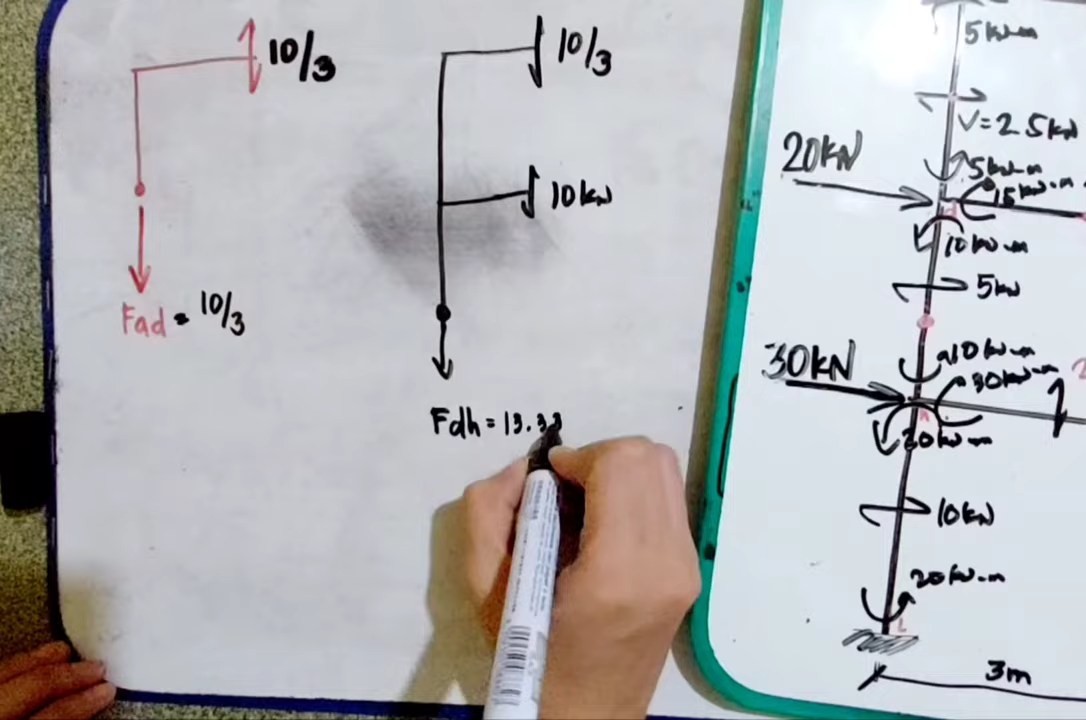 10/3
Fad = 10/3
10/3
10kN
Fdh = 13.33
5kN-m
V=2.5kN
20kN
5kN-m
15kN-m
10kN-m
5kN
10kN-m
30kN
30kN-m
20kN-m
10kN
20kN-m
3m